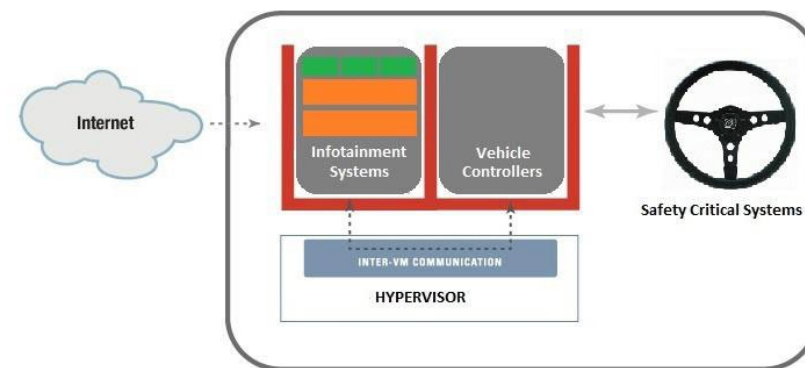 Internet
Infotainment
Systems
Vehicle
Controllers
Safety Critical Systems
INTER-VM COMMUNICATION
HYPERVISOR